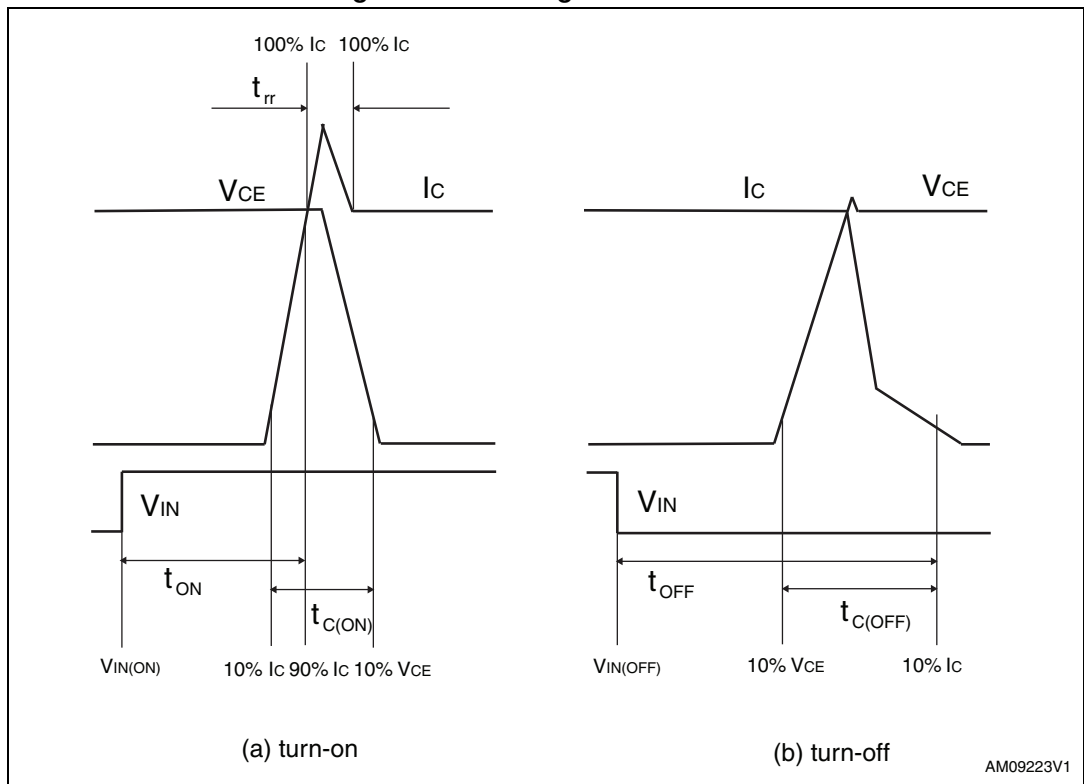 100% IC 100% IC
trr
VCE IC
IC VCE
VIN
VIN
tON
tC(ON)
tOFF
tC(OFF)
VIN(ON) 10% IC 90% IC 10% VCE
VIN(OFF) 10% VCE 10% IC
(a) turn-on
(b) turn-off
AM09223V1